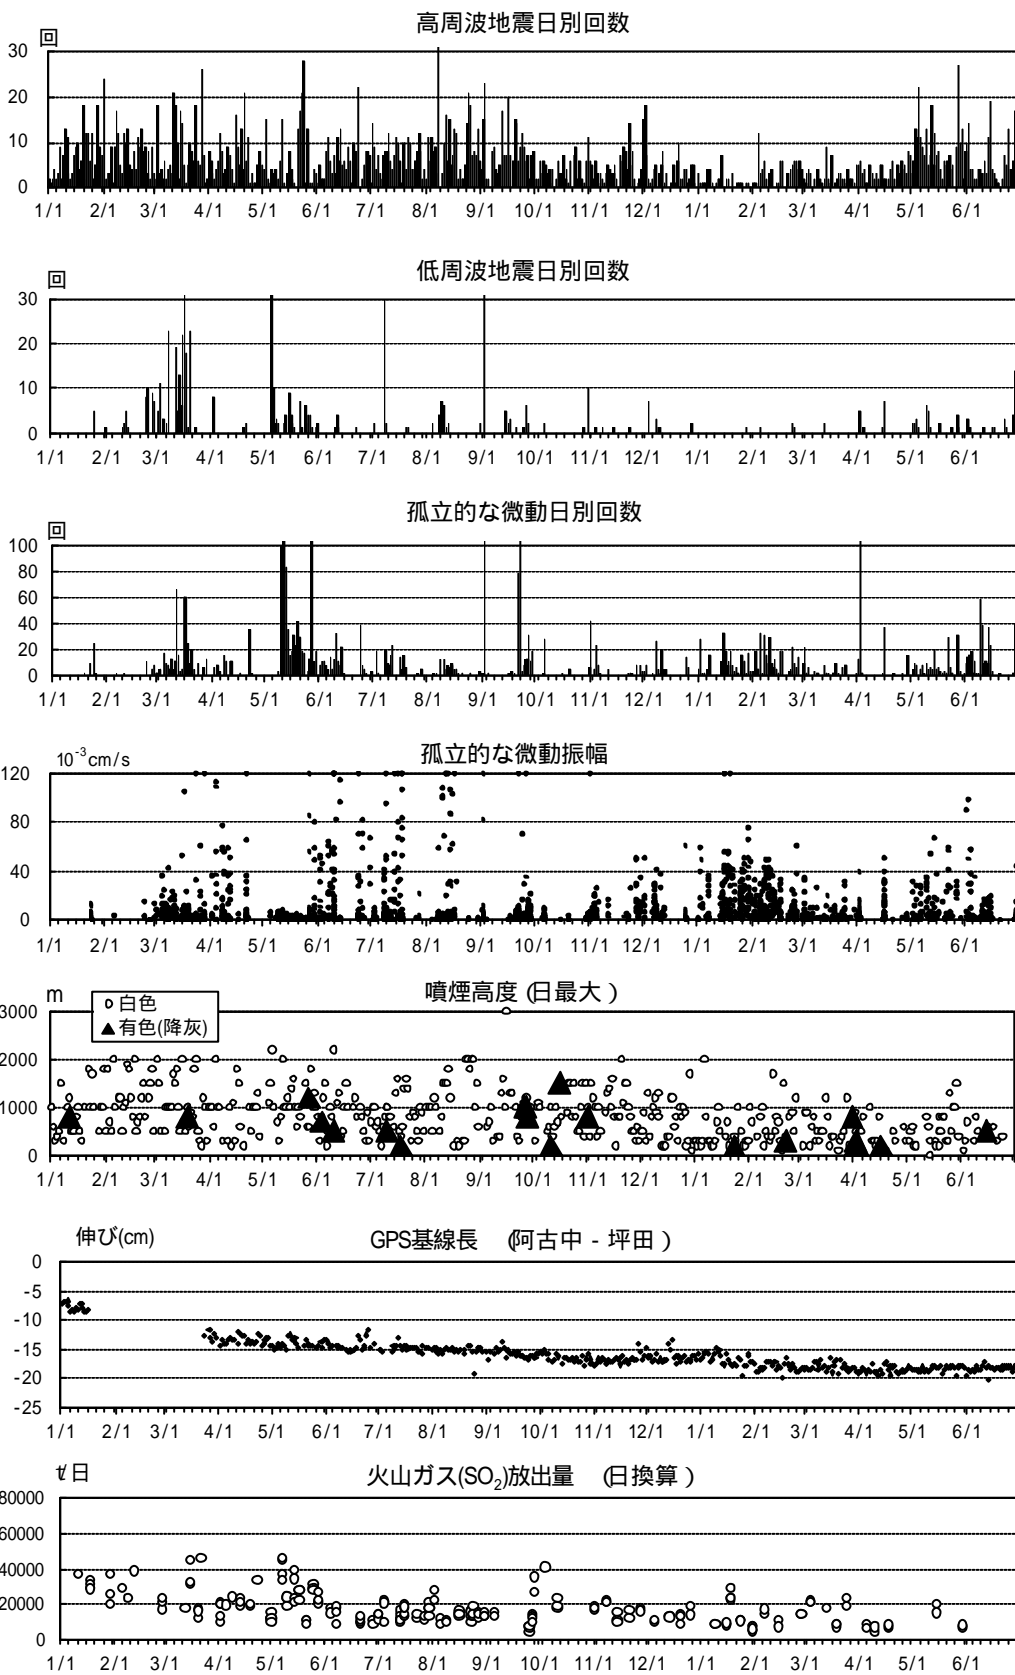 高周波地震日別回数
回
30
20
10
0
1/1 2/1 3/1 4/1 5/1 6/1 7/1 8/1 9/1 10/1 11/1 12/1 1/1 2/1 3/1 4/1 5/1 6/1
低周波地震日別回数
回
30
20
10
0
1/1 2/1 3/1 4/1 5/1 6/1 7/1 8/1 9/1 10/1 11/1 12/1 1/1 2/1 3/1 4/1 5/1 6/1
孤立的な微動日別回数
回
100
80
60
40
20
0
1/1 2/1 3/1 4/1 5/1 6/1 7/1 8/1 9/1 10/1 11/1 12/1 1/1 2/1 3/1 4/1 5/1 6/1
孤立的な微動振幅
10⁻³cm/s
120
80
40
0
1/1 2/1 3/1 4/1 5/1 6/1 7/1 8/1 9/1 10/1 11/1 12/1 1/1 2/1 3/1 4/1 5/1 6/1
噴煙高度(日最大)
m
白色
有色(降灰)
3000
2000
1000
0
1/1 2/1 3/1 4/1 5/1 6/1 7/1 8/1 9/1 10/1 11/1 12/1 1/1 2/1 3/1 4/1 5/1 6/1
伸び(cm)
GPS基線長 (阿古中 - 坪田)
0
-5
-10
-15
-20
-25
1/1 2/1 3/1 4/1 5/1 6/1 7/1 8/1 9/1 10/1 11/1 12/1 1/1 2/1 3/1 4/1 5/1 6/1
t/日
火山ガス(SO₂)放出量 (日換算)
80000
60000
40000
20000
0
1/1 2/1 3/1 4/1 5/1 6/1 7/1 8/1 9/1 10/1 11/1 12/1 1/1 2/1 3/1 4/1 5/1 6/1